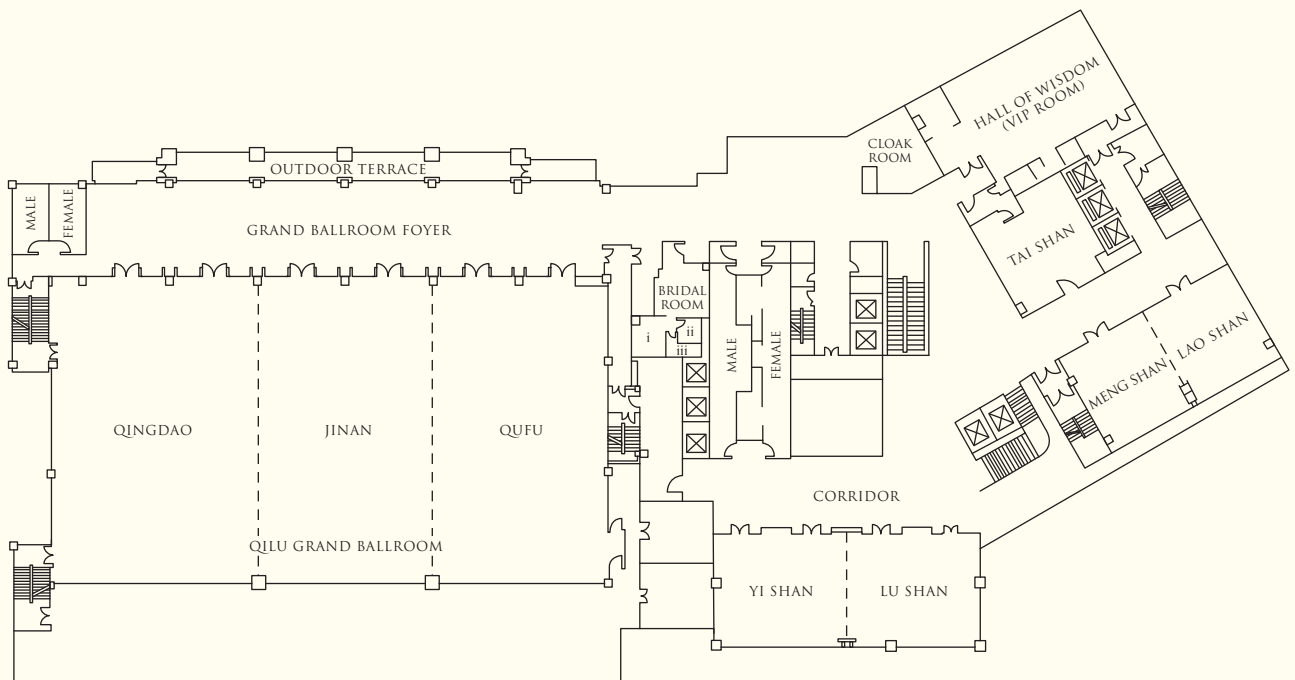 HALL OF WISDOM
(VIP ROOM)
CLOAK
ROOM
OUTDOOR TERRACE
MALE
FEMALE
GRAND BALLROOM FOYER
TAI SHAN
BRIDAL
ROOM
i
ii
iii
MALE
FEMALE
LAO SHAN
MENG SHAN
QINGDAO
JINAN
QUFU
CORRIDOR
QILU GRAND BALLROOM
YI SHAN
LU SHAN